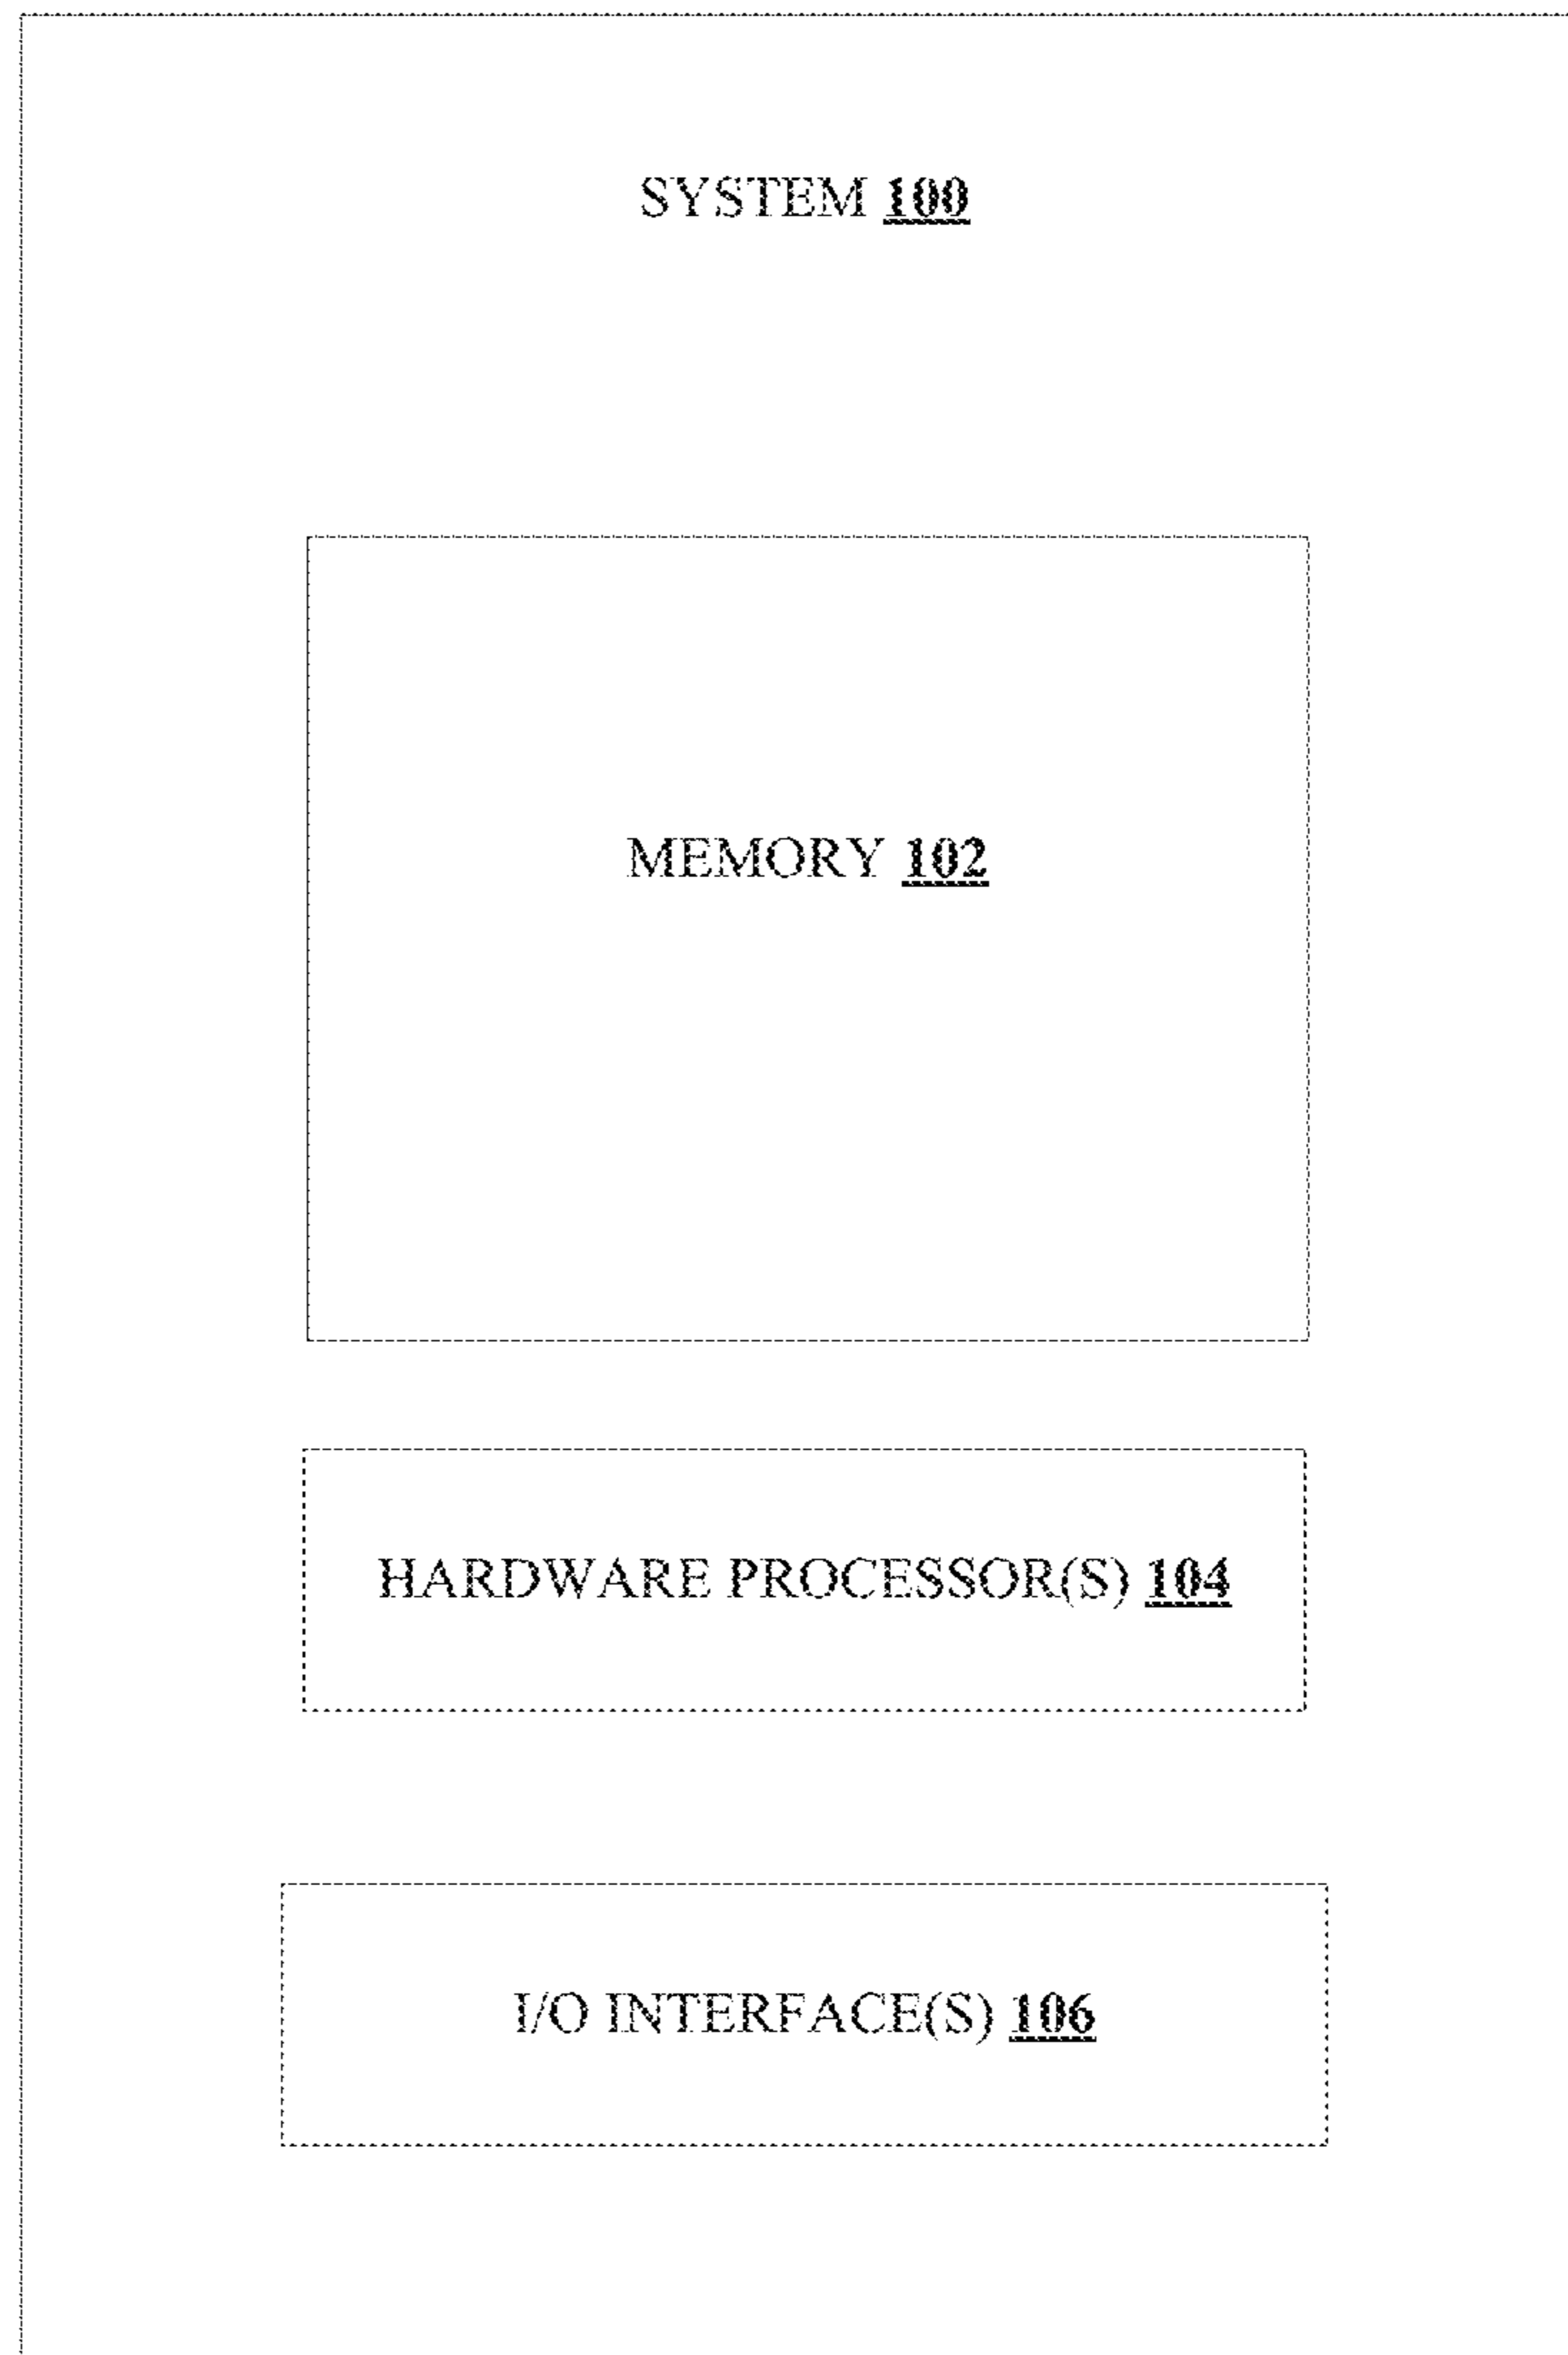 SYSTEM 100
MEMORY 102
HARDWARE PROCESSOR(S) 104
I/O INTERFACE(S) 106